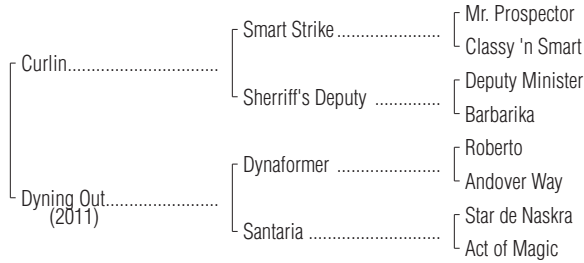 Mr. Prospector
Smart Strike
Classy 'n Smart
Curlin
Deputy Minister
Sherriff's Deputy
Barbarika
Roberto
Dynaformer
Andover Way
Dyning Out
(2011)
Star de Naskra
Santaria
Act of Magic